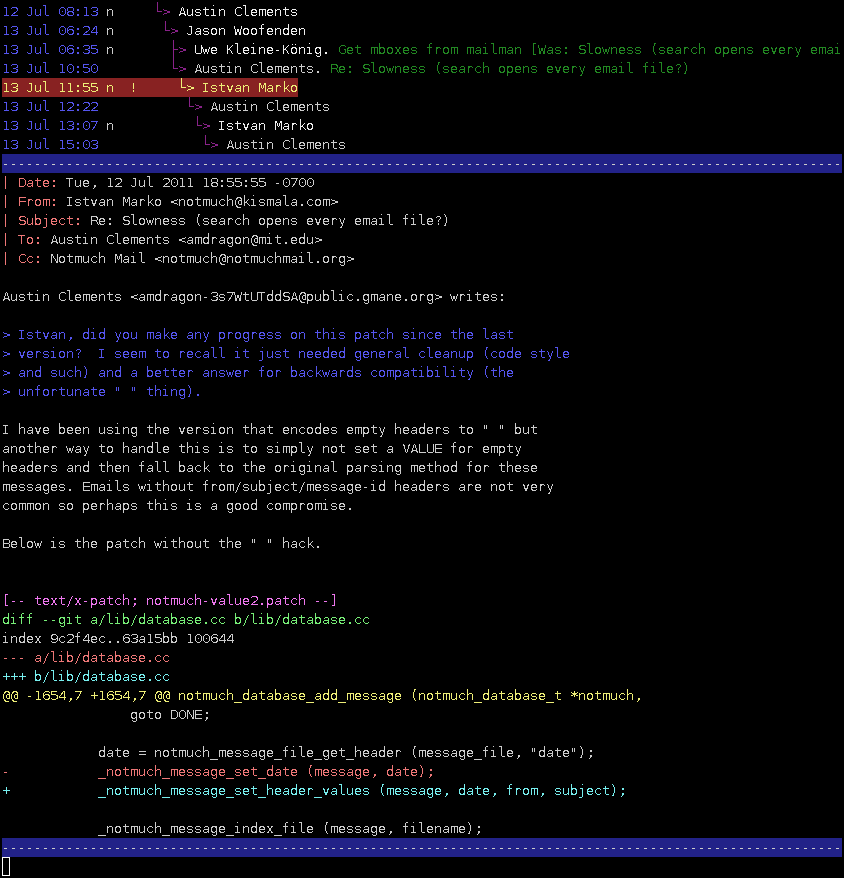 12 Jul 08:13 n     └> Austin Clements
13 Jul 06:24 n      └> Jason Woofenden
13 Jul 06:35 n       ├> Uwe Kleine-König. Get mboxes from mailman [Was: Slowness (search opens every emai
13 Jul 10:50         └> Austin Clements. Re: Slowness (search opens every email file?)
13 Jul 11:55 n  !     └> Istvan Marko
13 Jul 12:22           └> Austin Clements
13 Jul 13:07 n          └> Istvan Marko
13 Jul 15:03             └> Austin Clements
---------------------------------------------------------------------------------------------------------
| Date: Tue, 12 Jul 2011 18:55:55 -0700
| From: Istvan Marko <notmuch@kismala.com>
| Subject: Re: Slowness (search opens every email file?)
| To: Austin Clements <amdragon@mit.edu>
| Cc: Notmuch Mail <notmuch@notmuchmail.org>

Austin Clements <amdragon-3s7WtUTddSA@public.gmane.org> writes:

> Istvan, did you make any progress on this patch since the last
> version?  I seem to recall it just needed general cleanup (code style
> and such) and a better answer for backwards compatibility (the
> unfortunate " " thing).

I have been using the version that encodes empty headers to " " but
another way to handle this is to simply not set a VALUE for empty
headers and then fall back to the original parsing method for these
messages. Emails without from/subject/message-id headers are not very
common so perhaps this is a good compromise.

Below is the patch without the " " hack.

[-- text/x-patch; notmuch-value2.patch --]
diff --git a/lib/database.cc b/lib/database.cc
index 9c2f4ec..63a15bb 100644
--- a/lib/database.cc
+++ b/lib/database.cc
@@ -1654,7 +1654,7 @@ notmuch_database_add_message (notmuch_database_t *notmuch,
                goto DONE;

            date = notmuch_message_file_get_header (message_file, "date");
-           _notmuch_message_set_date (message, date);
+           _notmuch_message_set_header_values (message, date, from, subject);

            _notmuch_message_index_file (message, filename);
---------------------------------------------------------------------------------------------------------